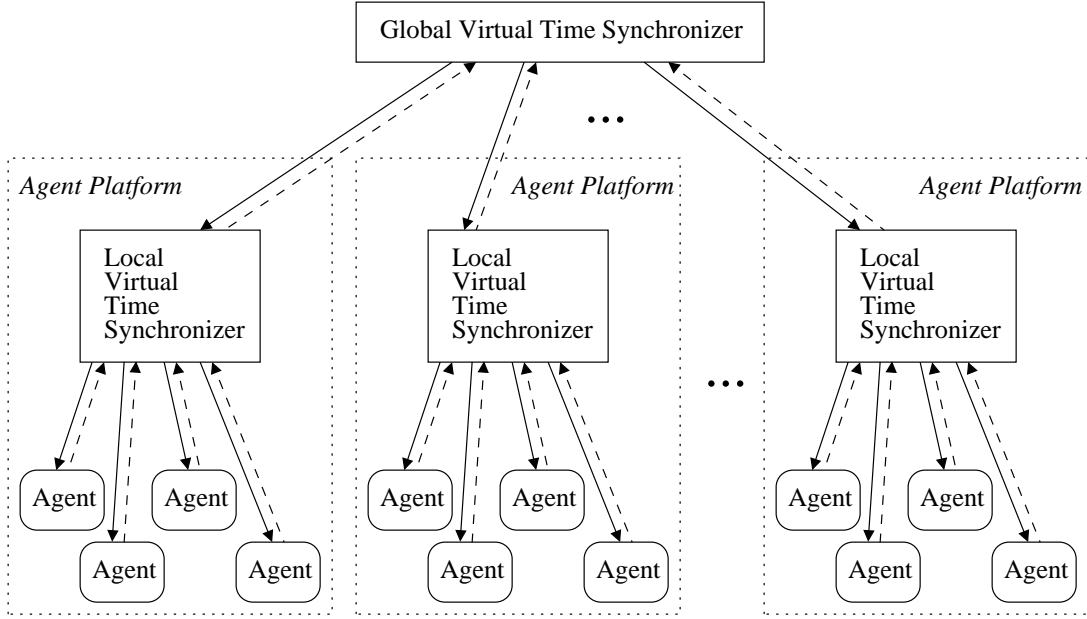 Global Virtual Time Synchronizer
...
Agent Platform
Agent Platform
Agent Platform
Local
Virtual
Time
Synchronizer
Local
Virtual
Time
Synchronizer
Local
Virtual
Time
Synchronizer
...
Agent
Agent
Agent
Agent
Agent
Agent
Agent
Agent
Agent
Agent
Agent
Agent